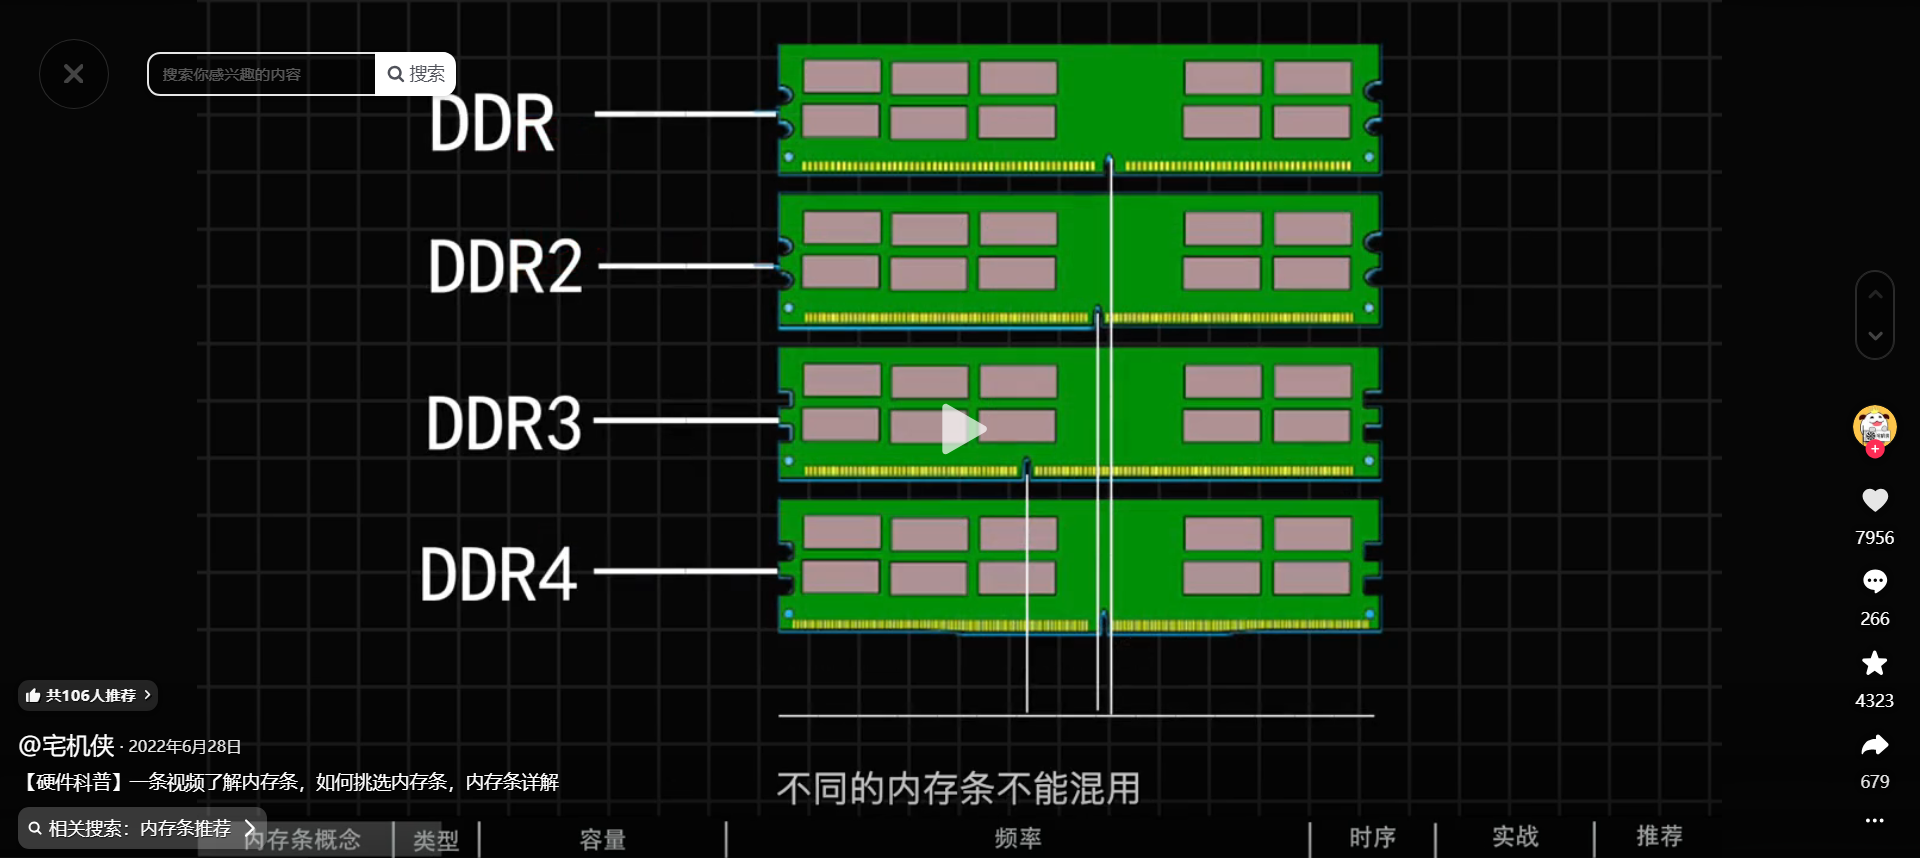 搜索你感兴趣的内容
搜索
DDR
DDR2
DDR3
DDR4
7956
266
4323
679
共106人推荐
@宅机侠 · 2022年6月28日
【硬件科普】一条视频了解内存条，如何挑选内存条，内存条详解
不同的内存条不能混用
相关搜索：内存条推荐
内存条概念
类型
容量
频率
时序
实战
推荐